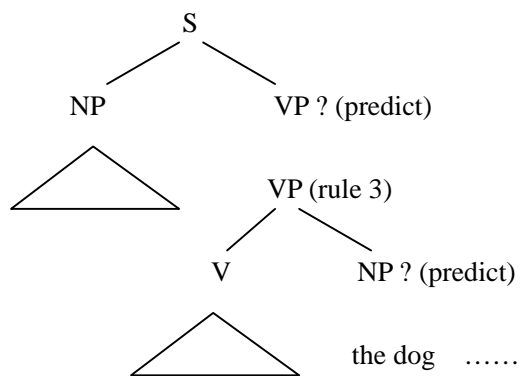 S
NP VP ? (predict)
VP (rule 3)
V NP ? (predict)
the dog ……